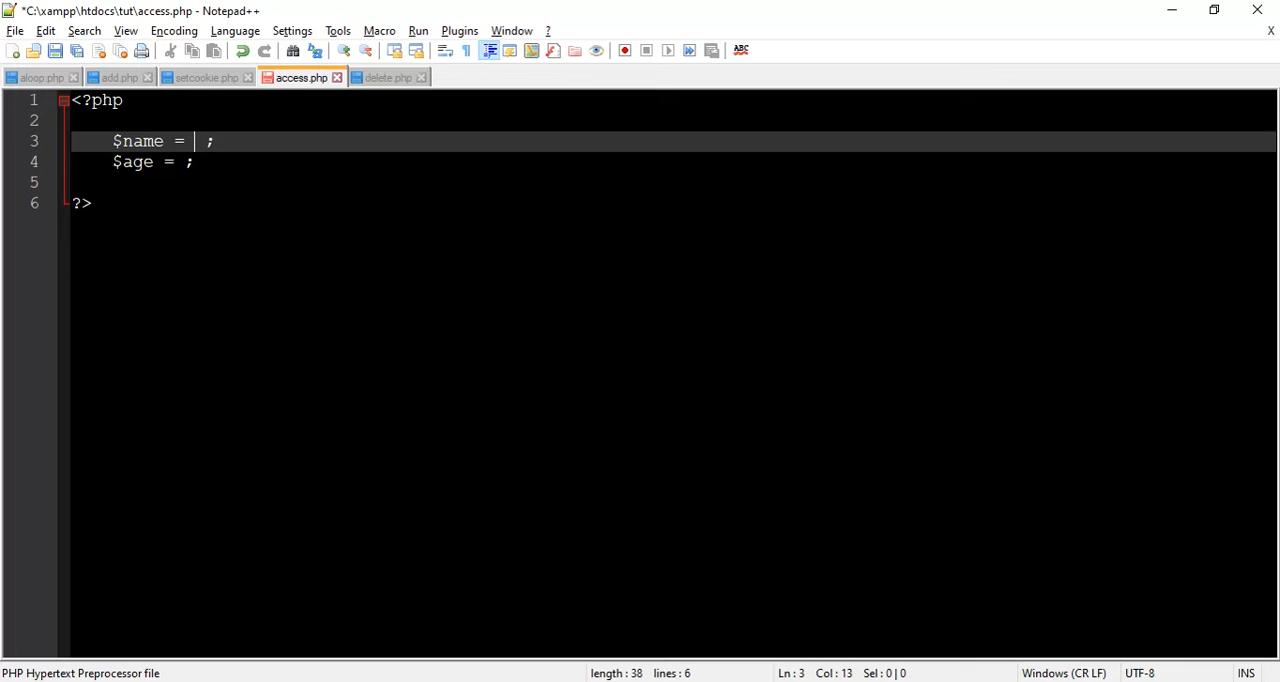 *C:\xampp\htdocs\tut\access.php - Notepad++
File Edit Search View Encoding Language Settings Tools Macro Run Plugins Window ? X
ABC
aloop.php add.php setcookie.php access.php delete.php
1 <?php
2
3 $name = ;
4 $age = ;
5
6 ?>
PHP Hypertext Preprocessor file length : 38 lines : 6 Ln : 3 Col : 13 Sel : 0 | 0 Windows (CR LF) UTF-8 INS